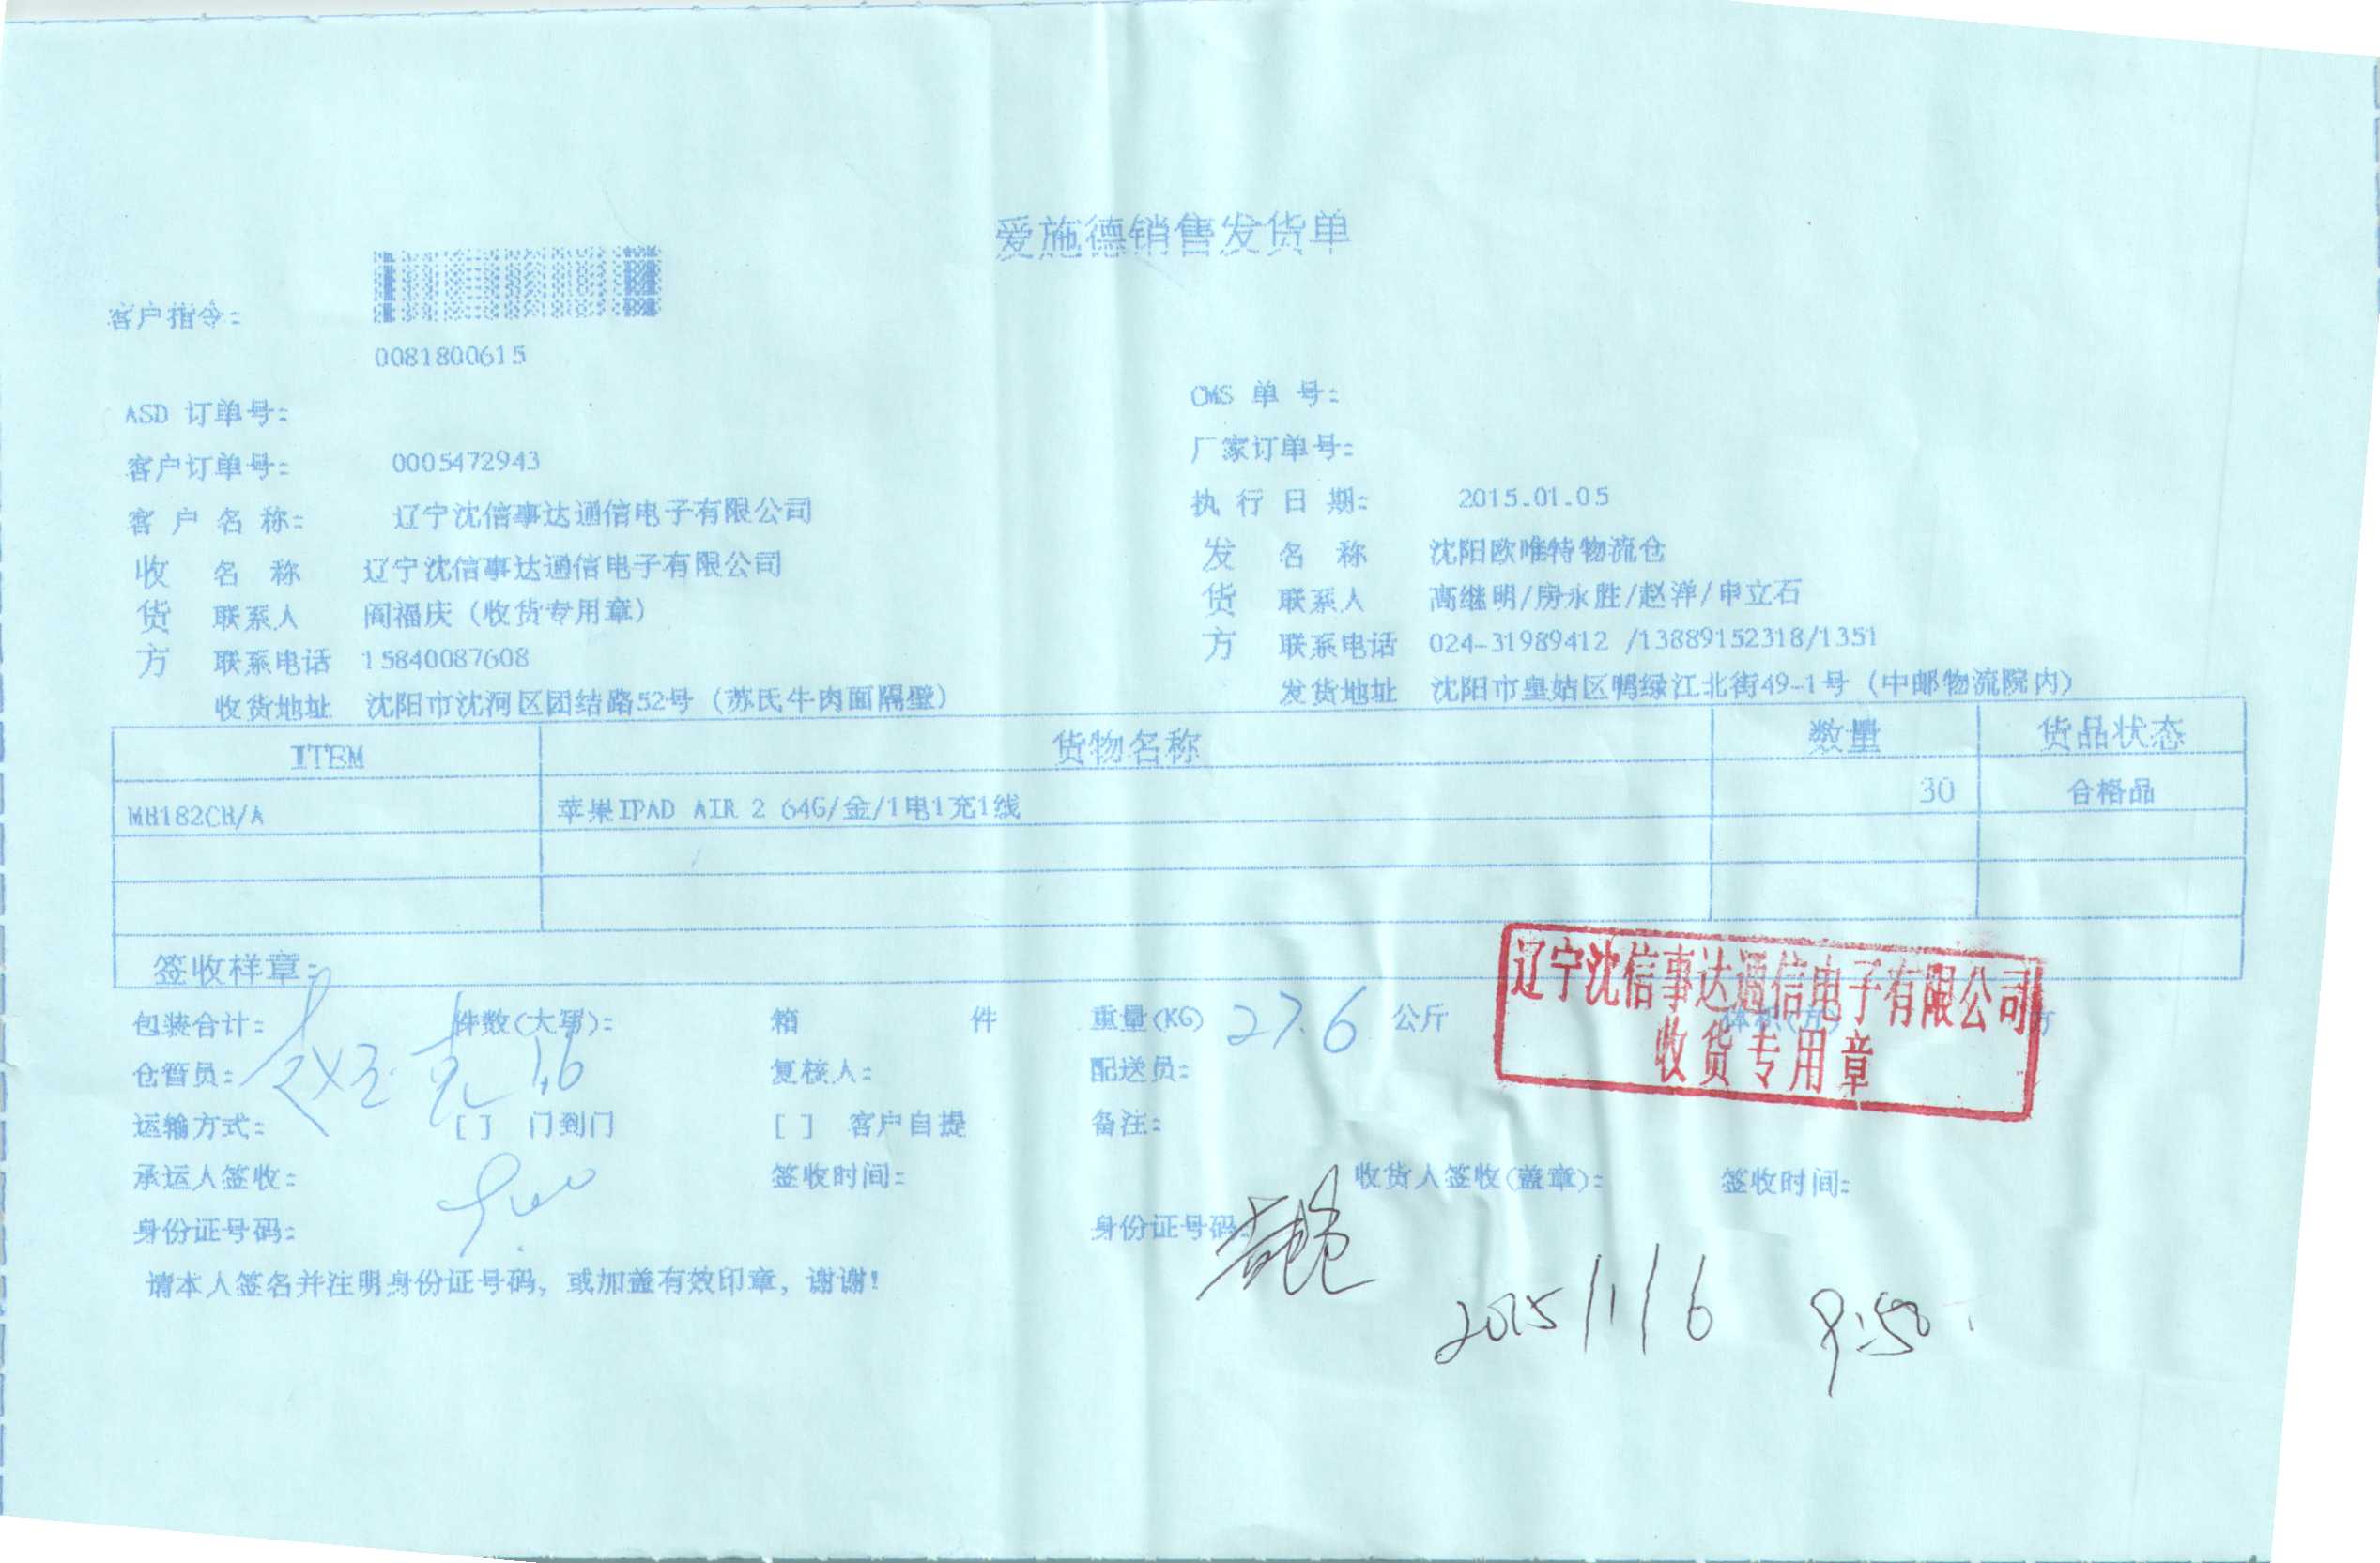 爱施德销售发货单
客户指令:
0081800615
ASD 订单号:
OMS 单 号:
客户订单号: 0005472943
厂家订单号:
客 户 名 称: 辽宁沈信事达通信电子有限公司
执 行 日 期: 2015.01.05
收 名 称 辽宁沈信事达通信电子有限公司
发 名 称 沈阳欧唯特物流仓
货 联系人 阎福庆（收货专用章）
货 联系人 高继明/房永胜/赵洋/申立石
方 联系电话 15840087608
方 联系电话 024-31989412 /13889152318/1351
收货地址 沈阳市沈河区团结路52号（苏氏牛肉面隔壁）
发货地址 沈阳市皇姑区鸭绿江北街49-1号（中邮物流院内）
ITEM 货物名称 数量 货品状态
MH182CH/A 苹果IPAD AIR 2 64G/金/1电1充1线 30 合格品
签收样章:
辽宁沈信事达通信电子有限公司
收货专用章
包装合计: 件数(大写): 箱 件 重量(KG) 27.6 公斤
仓管员: 1.6 复核人: 配送员:
运输方式: [ ] 门到门 [ ] 客户自提 备注:
承运人签收: 签收时间: 收货人签收(盖章): 签收时间:
身份证号码: 身份证号码:
2015/1/6 9:50
请本人签名并注明身份证号码, 或加盖有效印章, 谢谢!